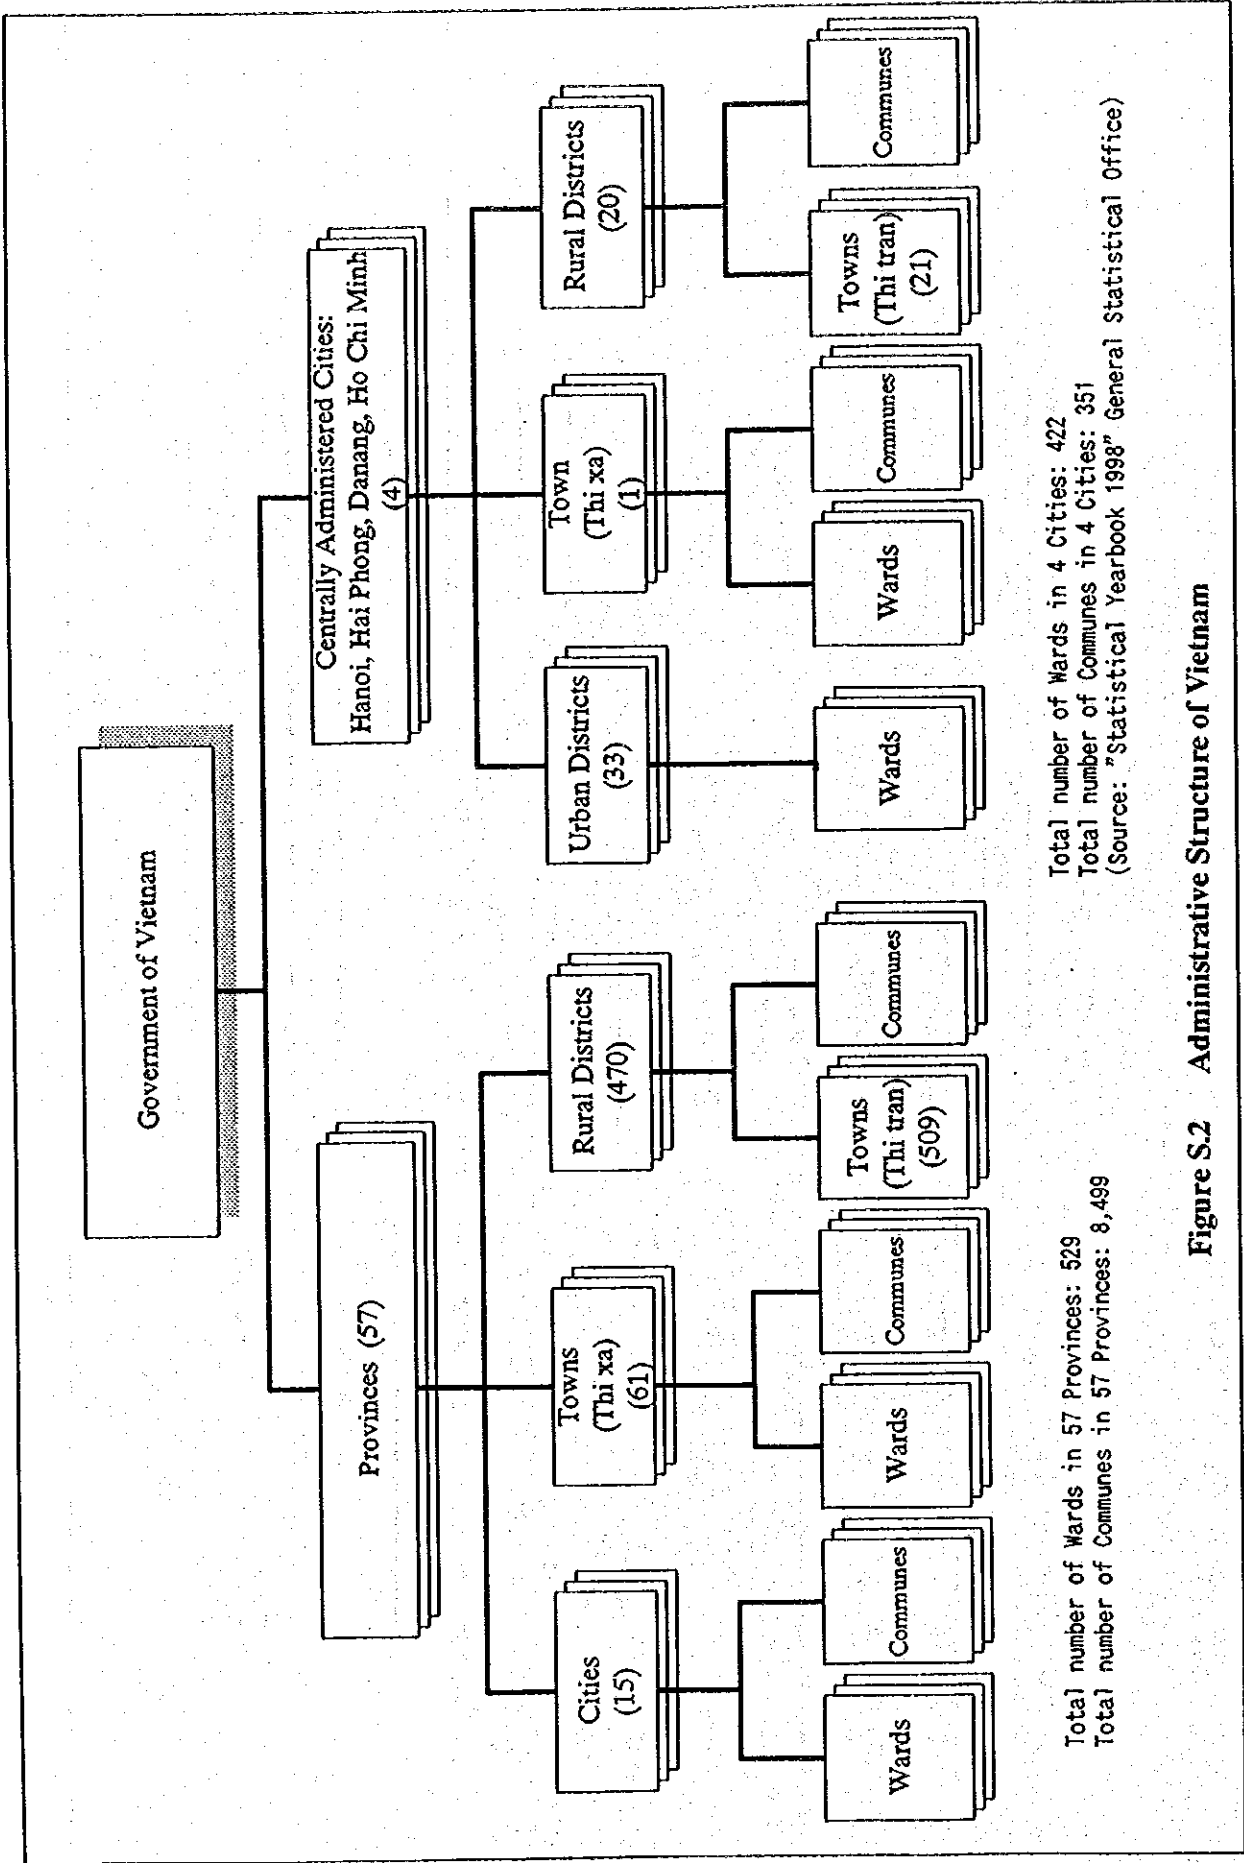 Government of Vietnam
Provinces (57)
Centrally Administered Cities:
Hanoi, Hai Phong, Danang, Ho Chi Minh
(4)
Cities
(15)
Towns
(Thi xa)
(61)
Rural Districts
(470)
Urban Districts
(33)
Town
(Thi xa)
(1)
Rural Districts
(20)
Wards
Communes
Wards
Communes
Towns
(Thi tran)
(509)
Communes
Wards
Wards
Communes
Towns
(Thi tran)
(21)
Communes
Total number of Wards in 57 Provinces: 529
Total number of Communes in 57 Provinces: 8,499
Total number of Wards in 4 Cities: 422
Total number of Communes in 4 Cities: 351
(Source: "Statistical Yearbook 1998" General Statistical Office)
Figure S.2 Administrative Structure of Vietnam